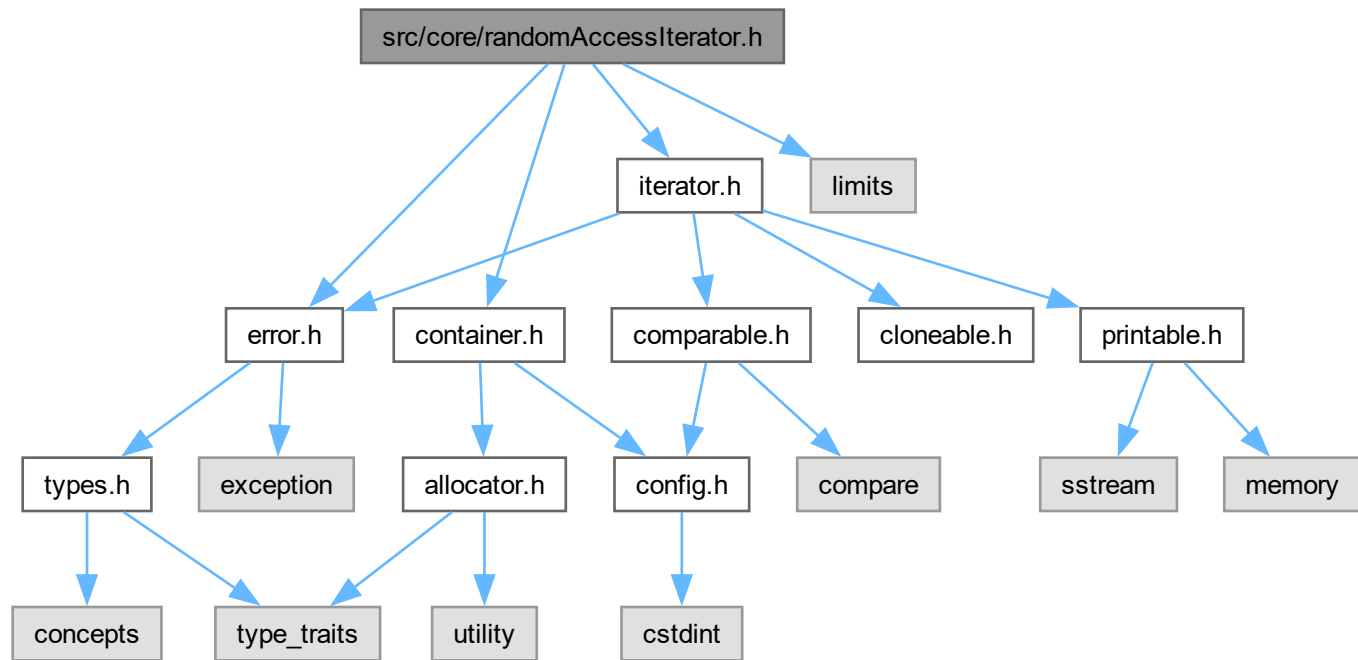 src/core/randomAccessIterator.h
iterator.h
limits
error.h
container.h
comparable.h
cloneable.h
printable.h
types.h
exception
allocator.h
config.h
compare
sstream
memory
concepts
type_traits
utility
cstdint